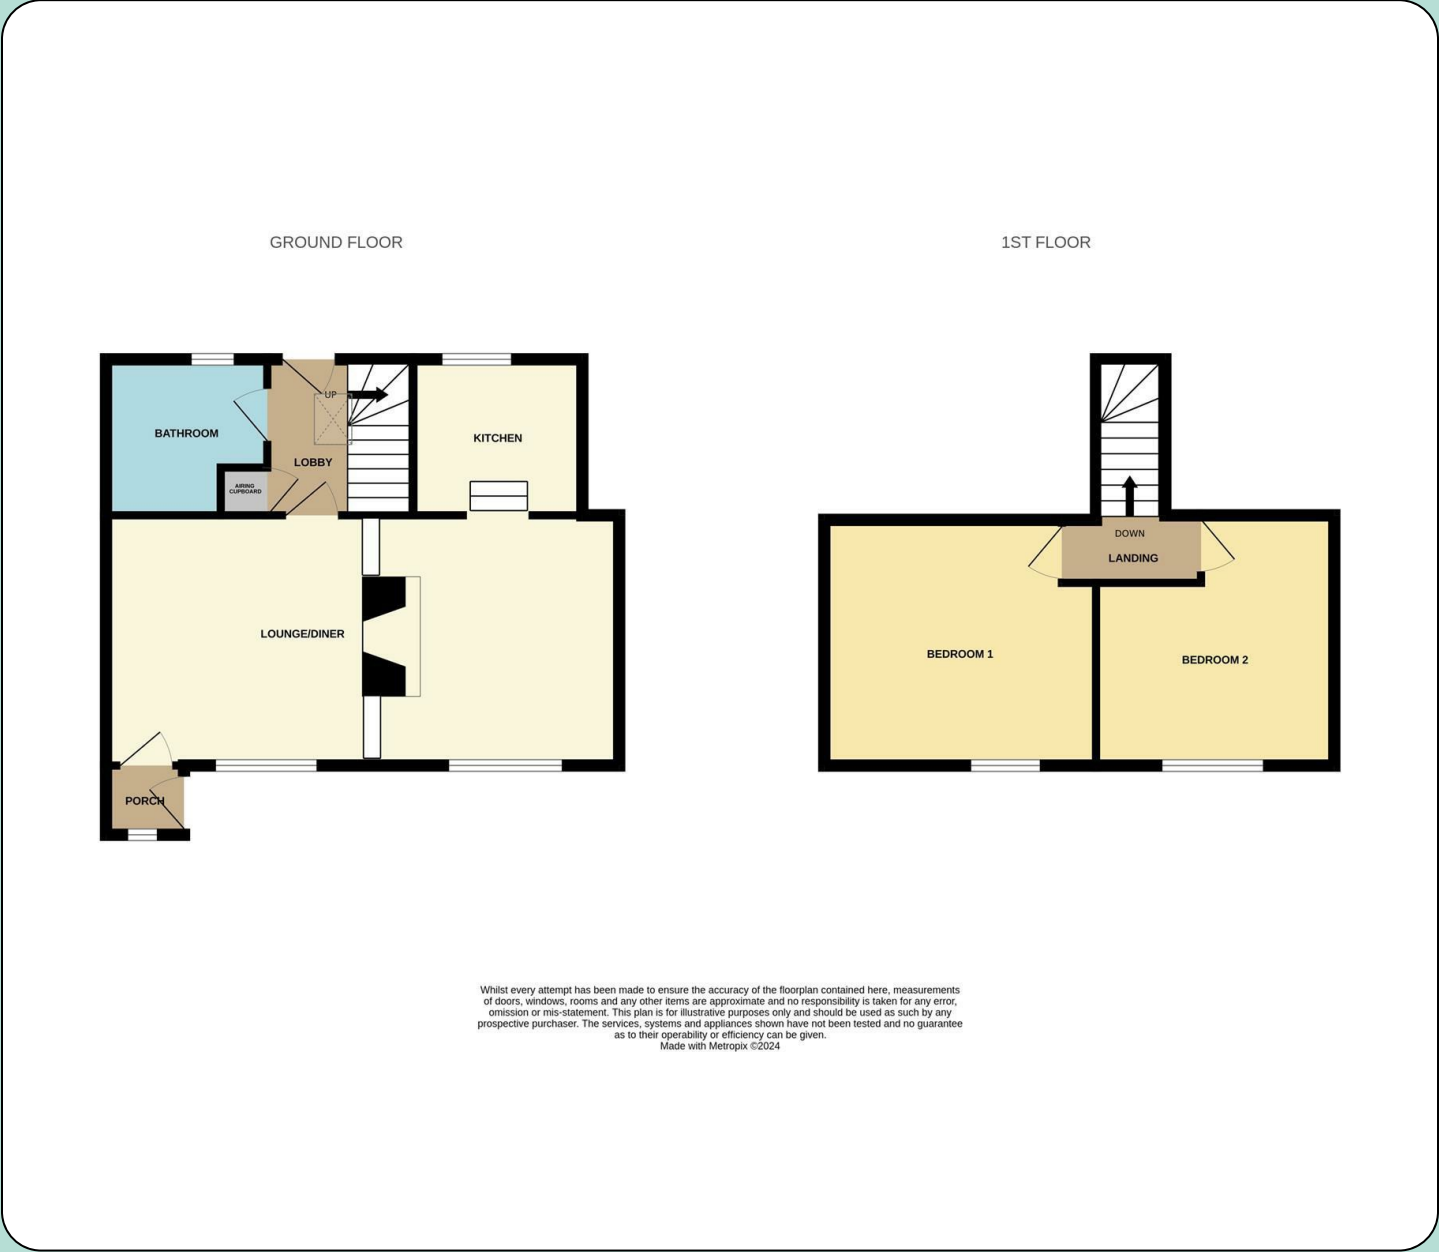 GROUND FLOOR
1ST FLOOR
BATHROOM
UP
LOBBY
KITCHEN
AIRING
CUPBOARD
LOUNGE/DINER
PORCH
DOWN
LANDING
BEDROOM 1
BEDROOM 2
Whilst every attempt has been made to ensure the accuracy of the floorplan contained here, measurements
of doors, windows, rooms and any other items are approximate and no responsibility is taken for any error,
omission or mis-statement. This plan is for illustrative purposes only and should be used as such by any
prospective purchaser. The services, systems and appliances shown have not been tested and no guarantee
as to their operability or efficiency can be given.
Made with Metropix ©2024